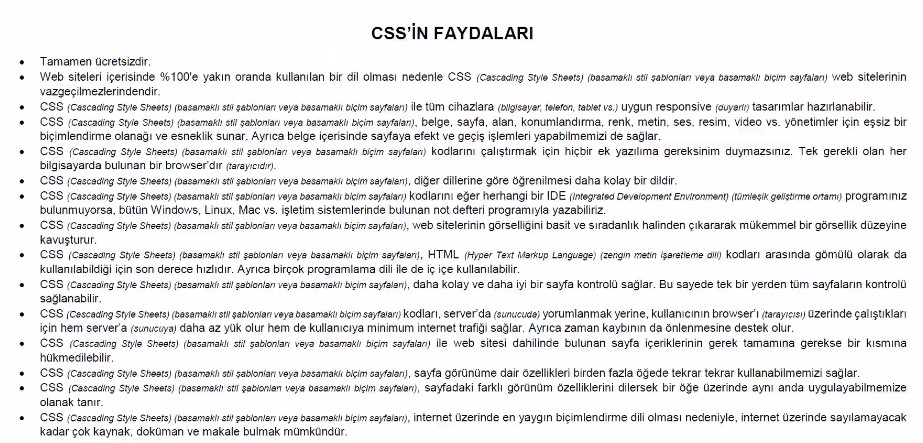 CSS'İN FAYDALARI
• Tamamen ücretsizdir.
• Web siteleri içerisinde %100'e yakın oranda kullanılan bir dil olması nedenle CSS (Cascading Style Sheets) (basamaklı stil şablonları veya basamaklı biçim sayfaları) web sitelerinin
vazgeçilmezlerindendir.
• CSS (Cascading Style Sheets) (basamaklı stil şablonları veya basamaklı biçim sayfaları) ile tüm cihazlara (bilgisayar, telefon, tablet vs.) uygun responsive (duyarlı) tasarımlar hazırlanabilir.
• CSS (Cascading Style Sheets) (basamaklı stil şablonları veya basamaklı biçim sayfaları), belge, sayfa, alan, konumlandırma, renk, metin, ses, resim, video vs. yönetimler için eşsiz bir
biçimlendirme olanağı ve esneklik sunar. Ayrıca belge içerisinde sayfaya efekt ve geçiş işlemleri yapabilmemizi de sağlar.
• CSS (Cascading Style Sheets) (basamaklı stil şablonları veya basamaklı biçim sayfaları) kodlarını çalıştırmak için hiçbir ek yazılıma gereksinim duymazsınız. Tek gerekli olan her
bilgisayarda bulunan bir browser'dır (tarayıcıdır).
• CSS (Cascading Style Sheets) (basamaklı stil şablonları veya basamaklı biçim sayfaları), diğer dillerine göre öğrenilmesi daha kolay bir dildir.
• CSS (Cascading Style Sheets) (basamaklı stil şablonları veya basamaklı biçim sayfaları) kodlarını eğer herhangi bir IDE (Integrated Development Environment) (tümleşik geliştirme ortamı) programınız
bulunmuyorsa, bütün Windows, Linux, Mac vs. işletim sistemlerinde bulunan not defteri programıyla yazabiliriz.
• CSS (Cascading Style Sheets) (basamaklı stil şablonları veya basamaklı biçim sayfaları), web sitelerinin görselliğini basit ve sıradanlık halinden çıkararak mükemmel bir görsellik düzeyine
kavuşturur.
• CSS (Cascading Style Sheets) (basamaklı stil şablonları veya basamaklı biçim sayfaları), HTML (Hyper Text Markup Language) (zengin metin işaretleme dili) kodları arasında gömülü olarak da
kullanılabildiği için son derece hızlıdır. Ayrıca birçok programlama dili ile de iç içe kullanılabilir.
• CSS (Cascading Style Sheets) (basamaklı stil şablonları veya basamaklı biçim sayfaları), daha kolay ve daha iyi bir sayfa kontrolü sağlar. Bu sayede tek bir yerden tüm sayfaların kontrolü
sağlanabilir.
• CSS (Cascading Style Sheets) (basamaklı stil şablonları veya basamaklı biçim sayfaları) kodları, server'da (sunucuda) yorumlanmak yerine, kullanıcının browser'ı (tarayıcısı) üzerinde çalıştıkları
için hem server'a (sunucuya) daha az yük olur hem de kullanıcıya minimum internet trafiği sağlar. Ayrıca zaman kaybının da önlenmesine destek olur.
• CSS (Cascading Style Sheets) (basamaklı stil şablonları veya basamaklı biçim sayfaları) ile web sitesi dahilinde bulunan sayfa içeriklerinin gerek tamamına gerekse bir kısmına
hükmedilebilir.
• CSS (Cascading Style Sheets) (basamaklı stil şablonları veya basamaklı biçim sayfaları), sayfa görünüme dair özellikleri birden fazla öğede tekrar tekrar kullanabilmemizi sağlar.
• CSS (Cascading Style Sheets) (basamaklı stil şablonları veya basamaklı biçim sayfaları), sayfadaki farklı görünüm özelliklerini dilersek bir öğe üzerinde aynı anda uygulayabilmemize
olanak tanır.
• CSS (Cascading Style Sheets) (basamaklı stil şablonları veya basamaklı biçim sayfaları), internet üzerinde en yaygın biçimlendirme dili olması nedeniyle, internet üzerinde sayılamayacak
kadar çok kaynak, doküman ve makale bulmak mümkündür.